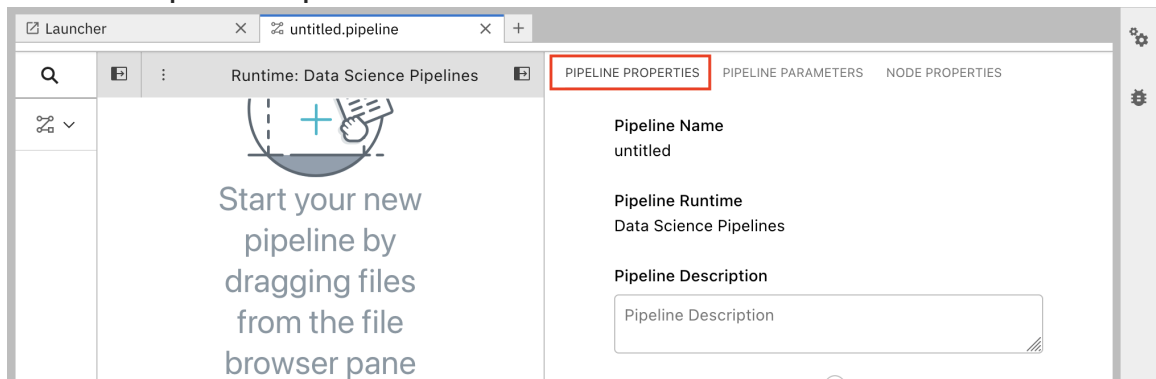 Launcher
untitled.pipeline
Runtime: Data Science Pipelines
PIPELINE PROPERTIES PIPELINE PARAMETERS NODE PROPERTIES
Start your new
pipeline by
dragging files
from the file
browser pane
Pipeline Name
untitled
Pipeline Runtime
Data Science Pipelines
Pipeline Description
Pipeline Description